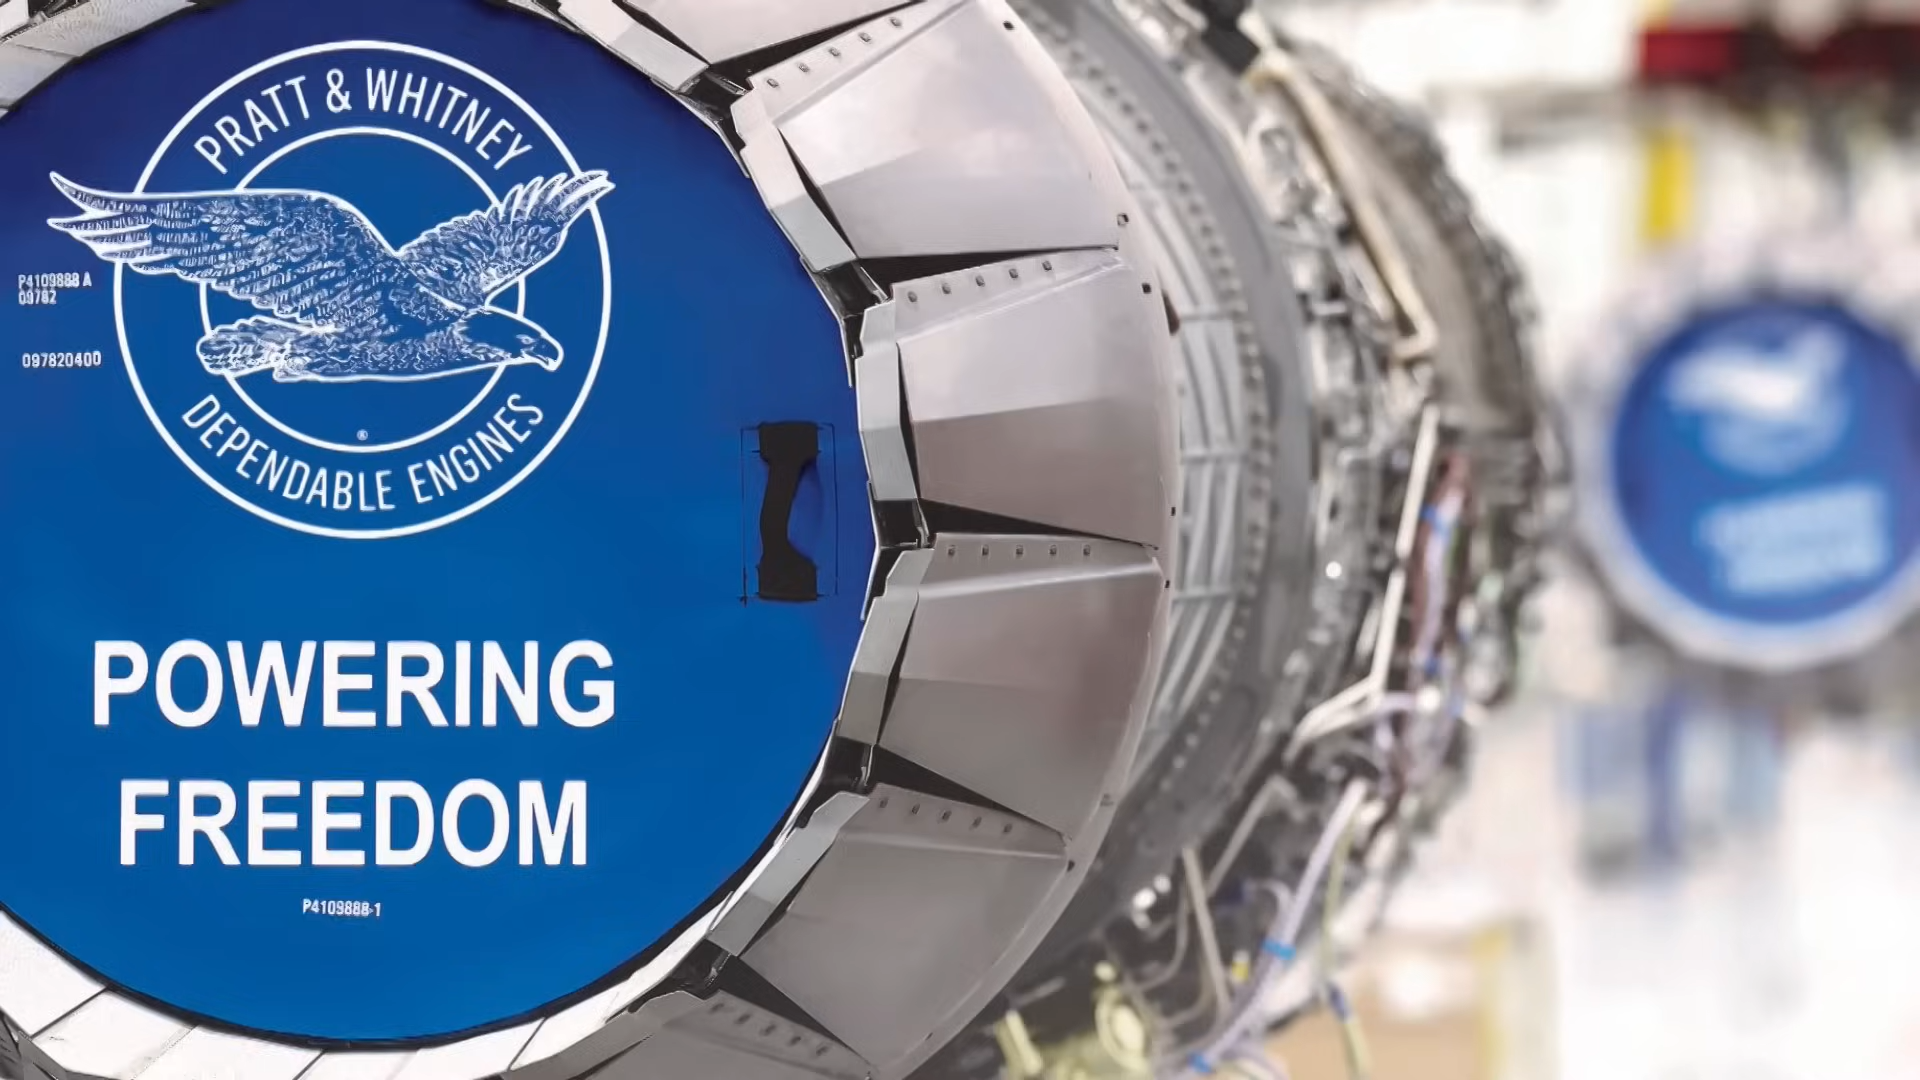 PRATT & WHITNEY
P4109888 A
09782
097820400
®
DEPENDABLE ENGINES
POWERING
FREEDOM
P4109888-1